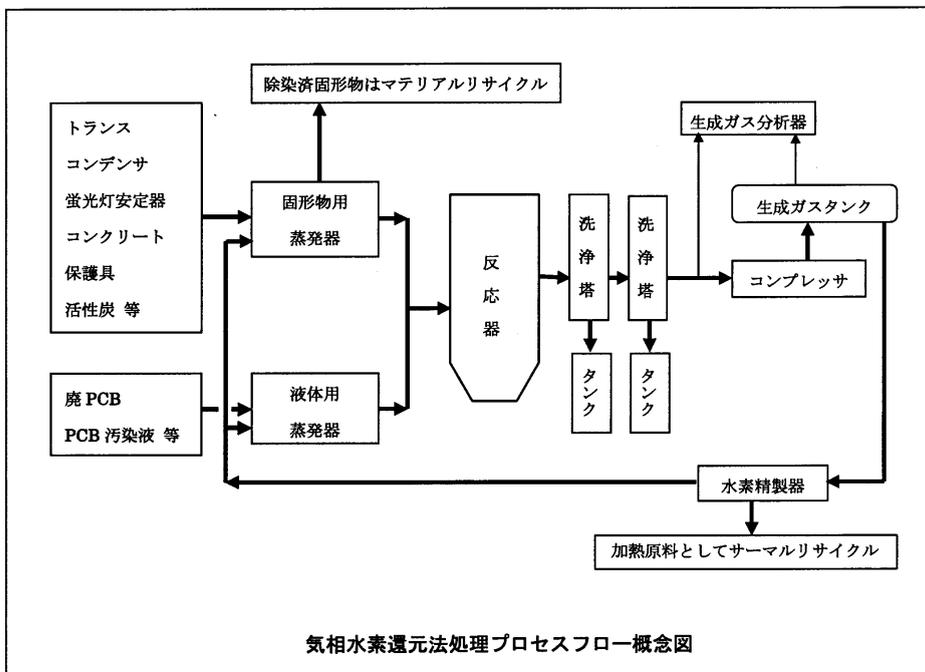 除染済固形物はマテリアルリサイクル
トランス
コンデンサ
蛍光灯安定器
コンクリート
保護具
活性炭 等
固形物用
蒸発器
反応器
洗浄塔
洗浄塔
生成ガス分析器
生成ガスタンク
コンプレッサ
タンク
タンク
廃 PCB
PCB 汚染液 等
液体用
蒸発器
水素精製器
加熱原料としてサーマルリサイクル
気相水素還元法処理プロセスフロー概念図